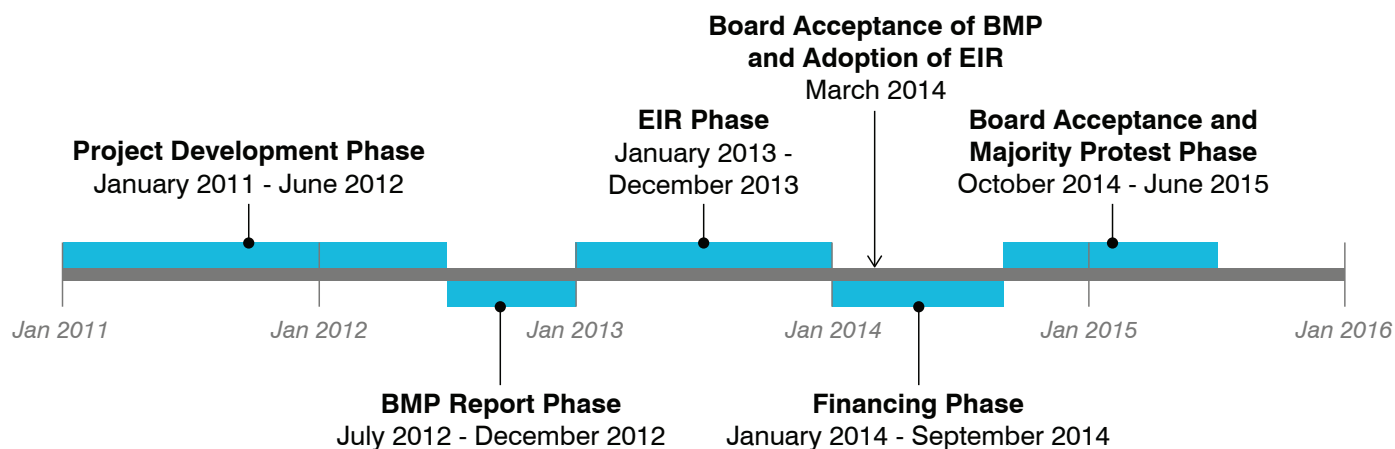 Board Acceptance of BMP
and Adoption of EIR
March 2014
Project Development Phase
January 2011 - June 2012
EIR Phase
January 2013 -
December 2013
Board Acceptance and
Majority Protest Phase
October 2014 - June 2015
Jan 2011
Jan 2012
Jan 2013
Jan 2014
Jan 2015
Jan 2016
BMP Report Phase
July 2012 - December 2012
Financing Phase
January 2014 - September 2014